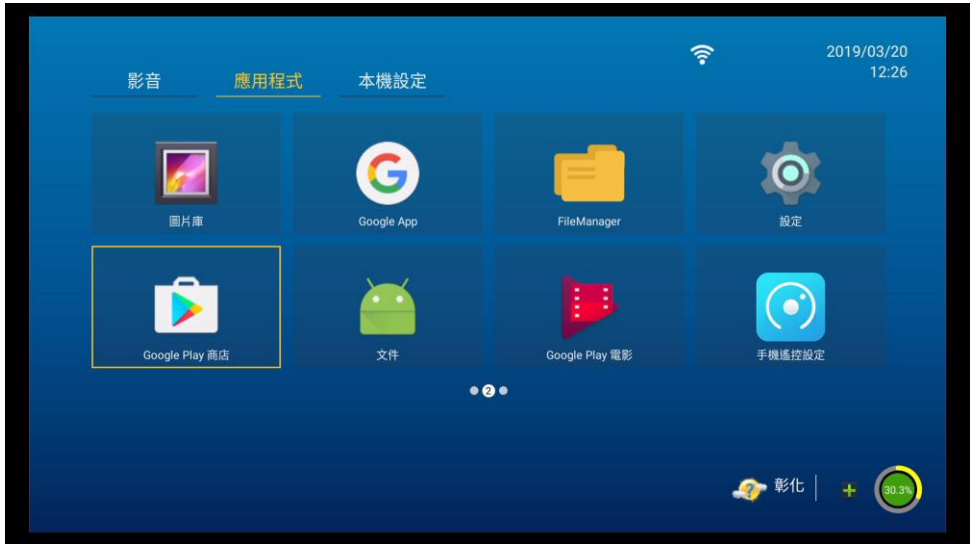 2019/03/20
12:26
影音 應用程式 本機設定
圖片庫 Google App FileManager 設定
Google Play 商店 文件 Google Play 電影 手機遙控設定
2
彰化 30.3%